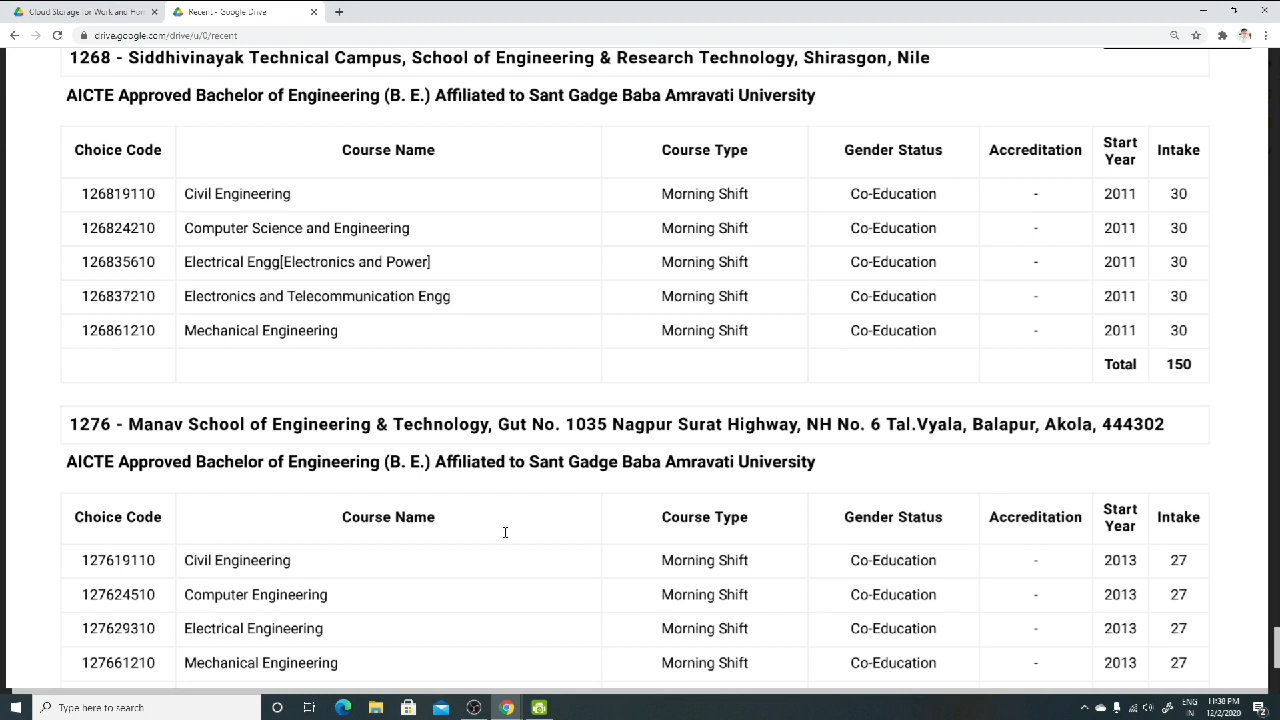 Cloud Storage for Work and Hom
Recent - Google Drive
drive.google.com/drive/u/0/recent
1268 - Siddhivinayak Technical Campus, School of Engineering & Research Technology, Shirasgon, Nile
AICTE Approved Bachelor of Engineering (B. E.) Affiliated to Sant Gadge Baba Amravati University
Choice Code Course Name Course Type Gender Status Accreditation Start Year Intake
126819110 Civil Engineering Morning Shift Co-Education - 2011 30
126824210 Computer Science and Engineering Morning Shift Co-Education - 2011 30
126835610 Electrical Engg[Electronics and Power] Morning Shift Co-Education - 2011 30
126837210 Electronics and Telecommunication Engg Morning Shift Co-Education - 2011 30
126861210 Mechanical Engineering Morning Shift Co-Education - 2011 30
Total 150
1276 - Manav School of Engineering & Technology, Gut No. 1035 Nagpur Surat Highway, NH No. 6 Tal.Vyala, Balapur, Akola, 444302
AICTE Approved Bachelor of Engineering (B. E.) Affiliated to Sant Gadge Baba Amravati University
Choice Code Course Name Course Type Gender Status Accreditation Start Year Intake
127619110 Civil Engineering Morning Shift Co-Education - 2013 27
127624510 Computer Engineering Morning Shift Co-Education - 2013 27
127629310 Electrical Engineering Morning Shift Co-Education - 2013 27
127661210 Mechanical Engineering Morning Shift Co-Education - 2013 27
Type here to search
ENG 11:30 PM
IN 12/2/2020 2